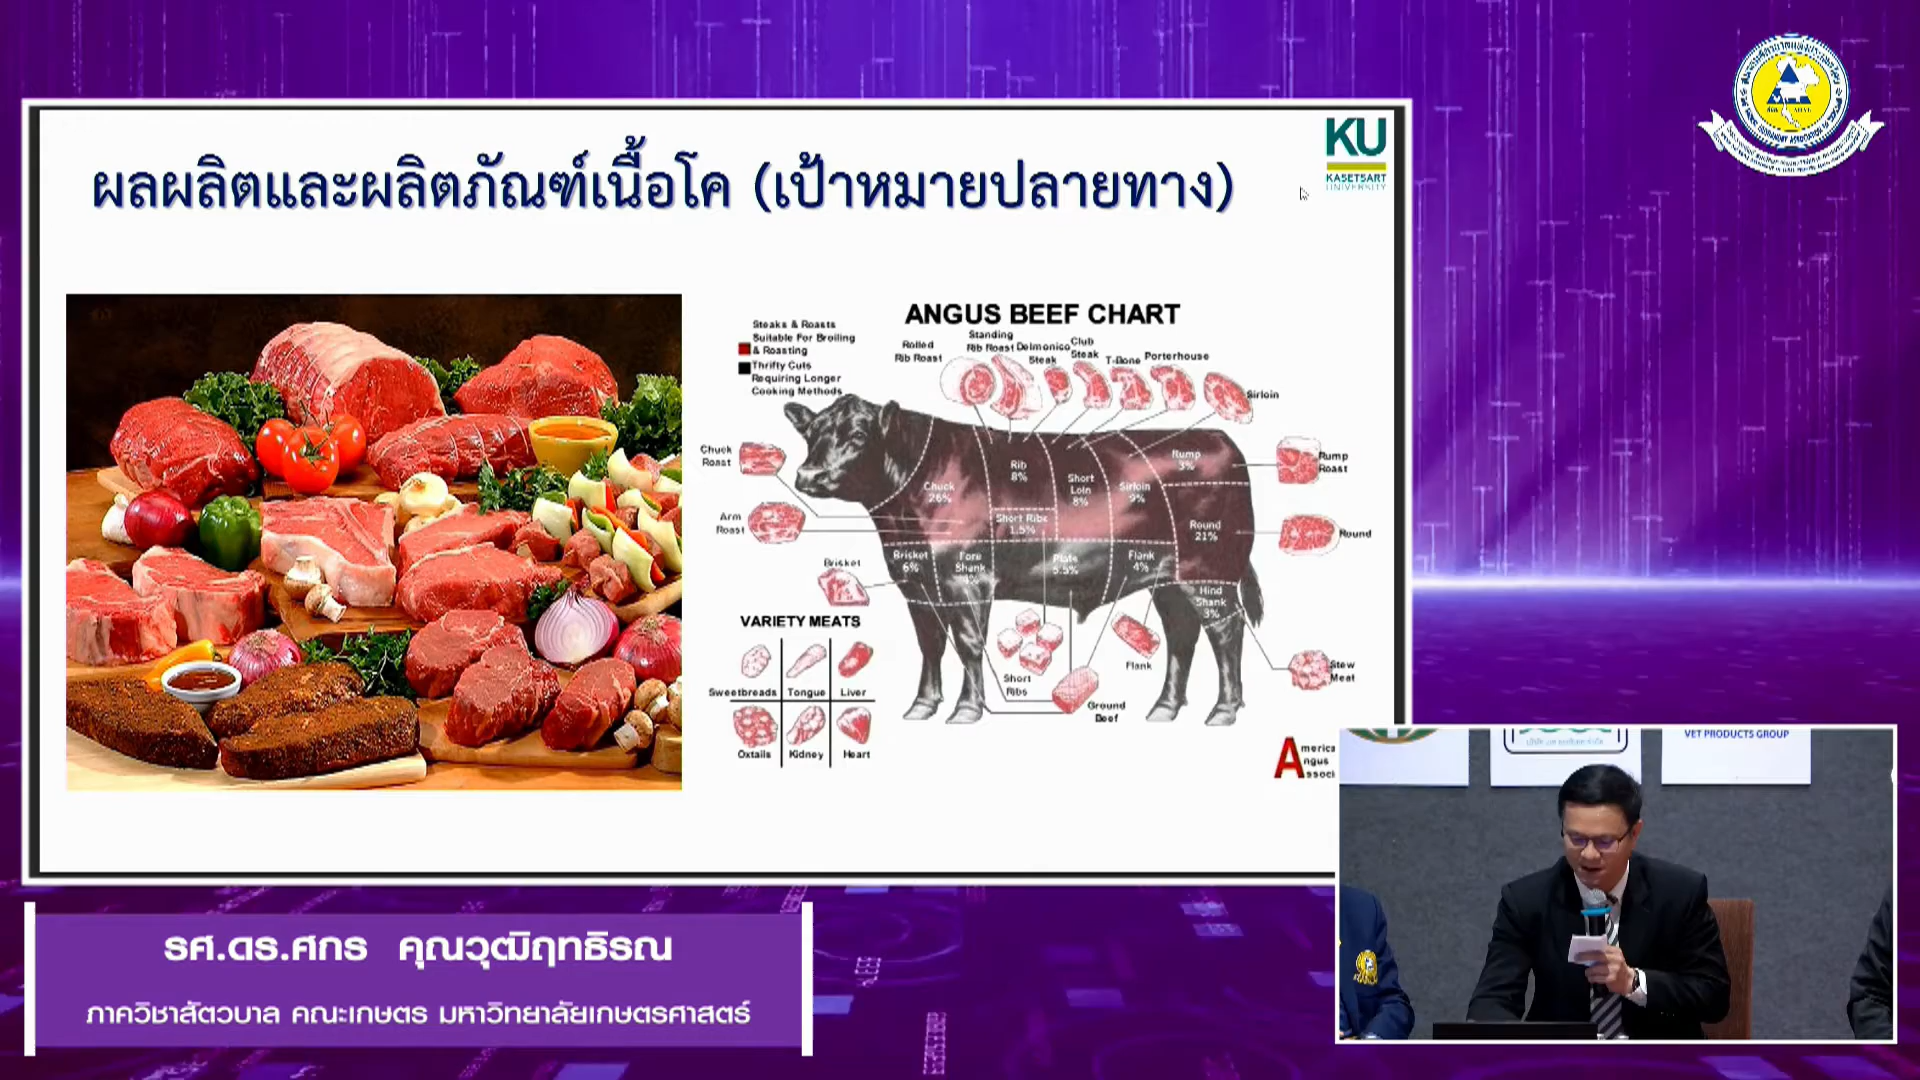 ผลผลิตและผลิตภัณฑ์เนื้อโค (เป้าหมายปลายทาง)
KU
KASETSART
UNIVERSITY
ANGUS BEEF CHART
Steaks & Roasts
Suitable For Broiling
& Roasting
Thrifty Cuts
Requiring Longer
Cooking Methods
Rolled
Rib Roast
Standing
Rib Roast
Delmonico
Steak
Club
Steak
T-Bone
Porterhouse
Sirloin
Chuck
Roast
Arm
Roast
Brisket
Rump
Roast
Round
Stew
Meat
Chuck
26%
Rib
8%
Short
Loin
8%
Sirloin
9%
Rump
3%
Short Ribs
1.5%
Round
21%
Brisket
6%
Fore
Shank
4%
Plate
5.5%
Flank
4%
Hind
Shank
3%
Short
Ribs
Flank
Ground
Beef
VARIETY MEATS
Sweetbreads
Tongue
Liver
Oxtails
Kidney
Heart
America
Angus
Associ
VET PRODUCTS GROUP
รศ.ดร.ศกร คุณวุฒิฤทธิรณ
ภาควิชาสัตวบาล คณะเกษตร มหาวิทยาลัยเกษตรศาสตร์